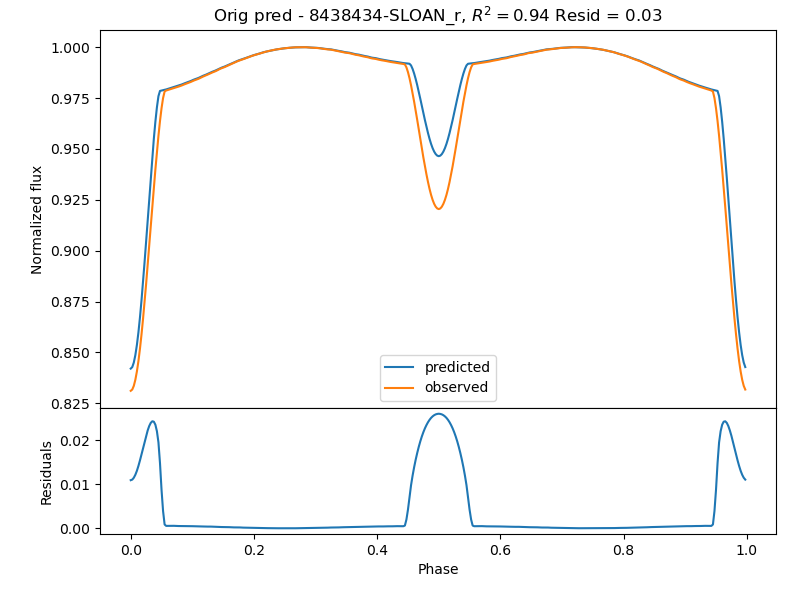 Orig pred - 8438434-SLOAN_r, R² = 0.94 Resid = 0.03
Normalized flux
1.000
0.975
0.950
0.925
0.900
0.875
0.850
0.825
predicted
observed
Residuals
0.02
0.01
0.00
0.0 0.2 0.4 0.6 0.8 1.0
Phase